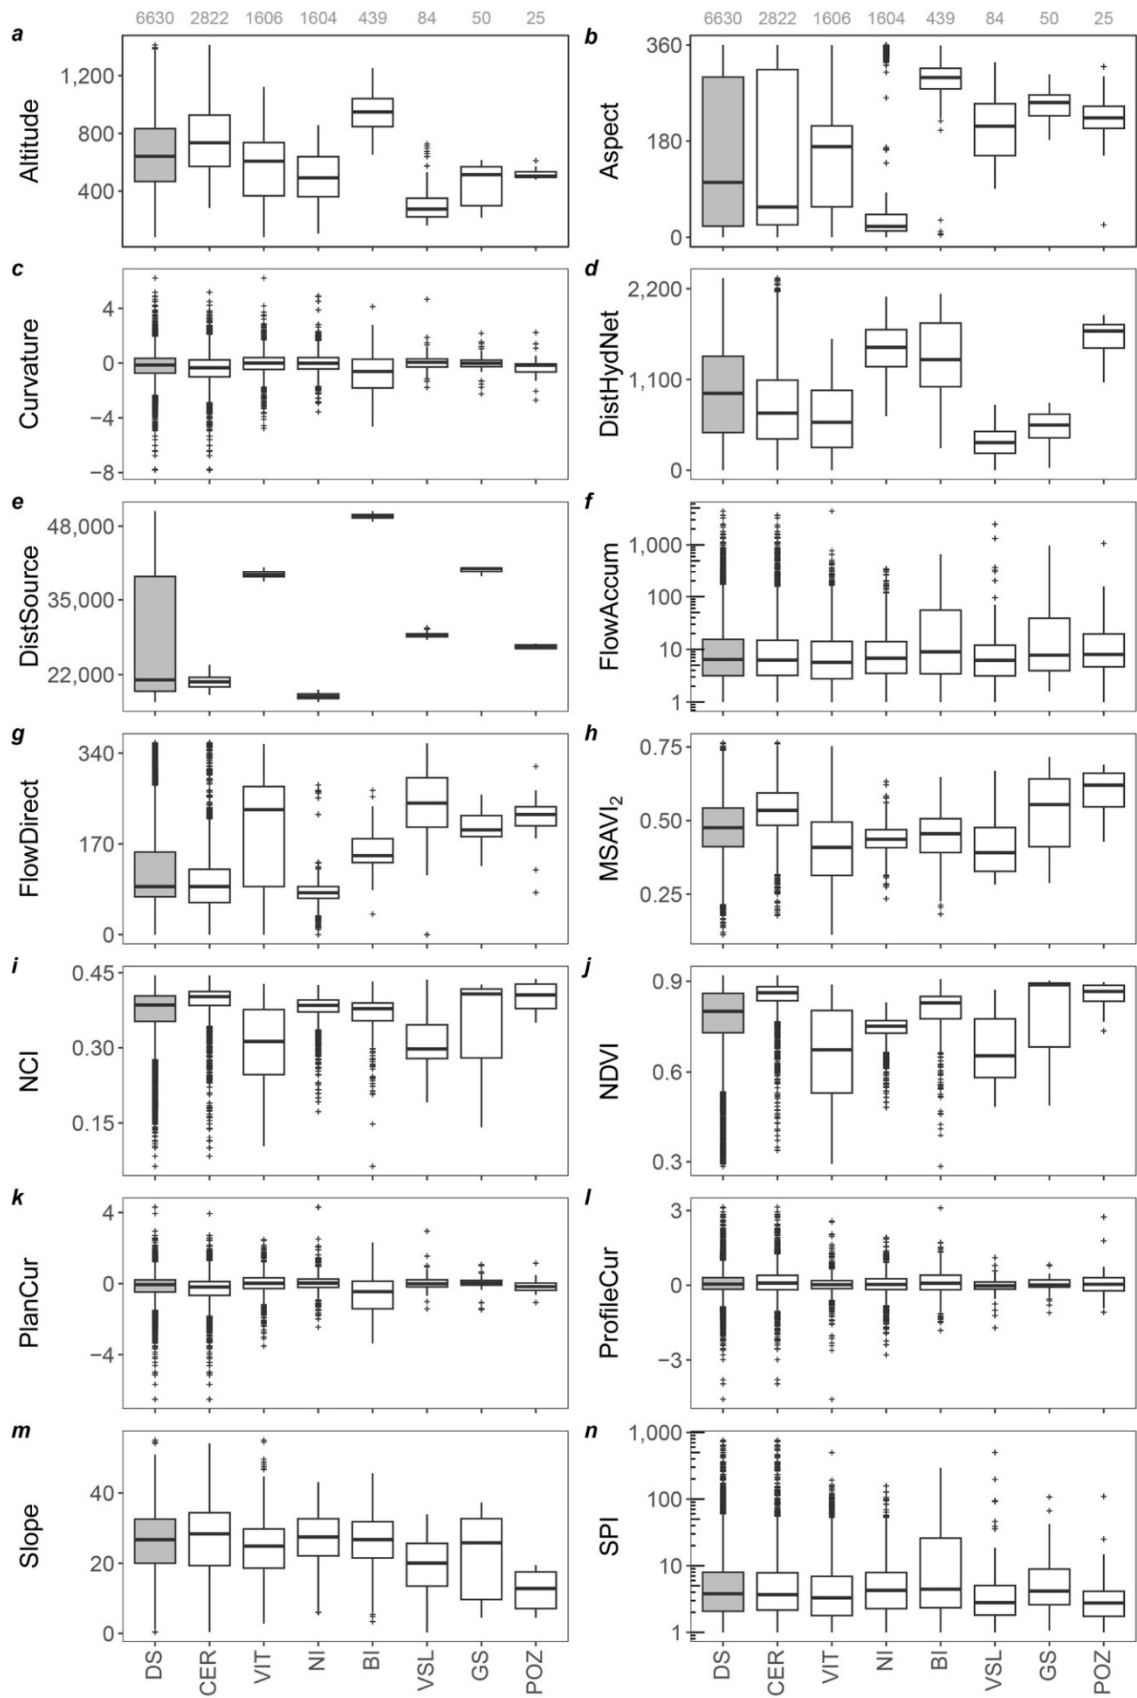 6630 2822 1606 1604 439 84 50 25
6630 2822 1606 1604 439 84 50 25
a
Altitude
1,200
800
400
b
Aspect
360
180
0
c
Curvature
4
0
−4
−8
d
DistHydNet
2,200
1,100
0
e
DistSource
48,000
35,000
22,000
f
FlowAccum
1,000
100
10
1
g
FlowDirect
340
170
0
h
MSAVI₂
0.75
0.50
0.25
i
NCI
0.45
0.30
0.15
j
NDVI
0.9
0.6
0.3
k
PlanCur
4
0
−4
l
ProfileCur
3
0
−3
m
Slope
40
20
0
n
SPI
1,000
100
10
1
DS CER VIT NI BI VSL GS POZ
DS CER VIT NI BI VSL GS POZ